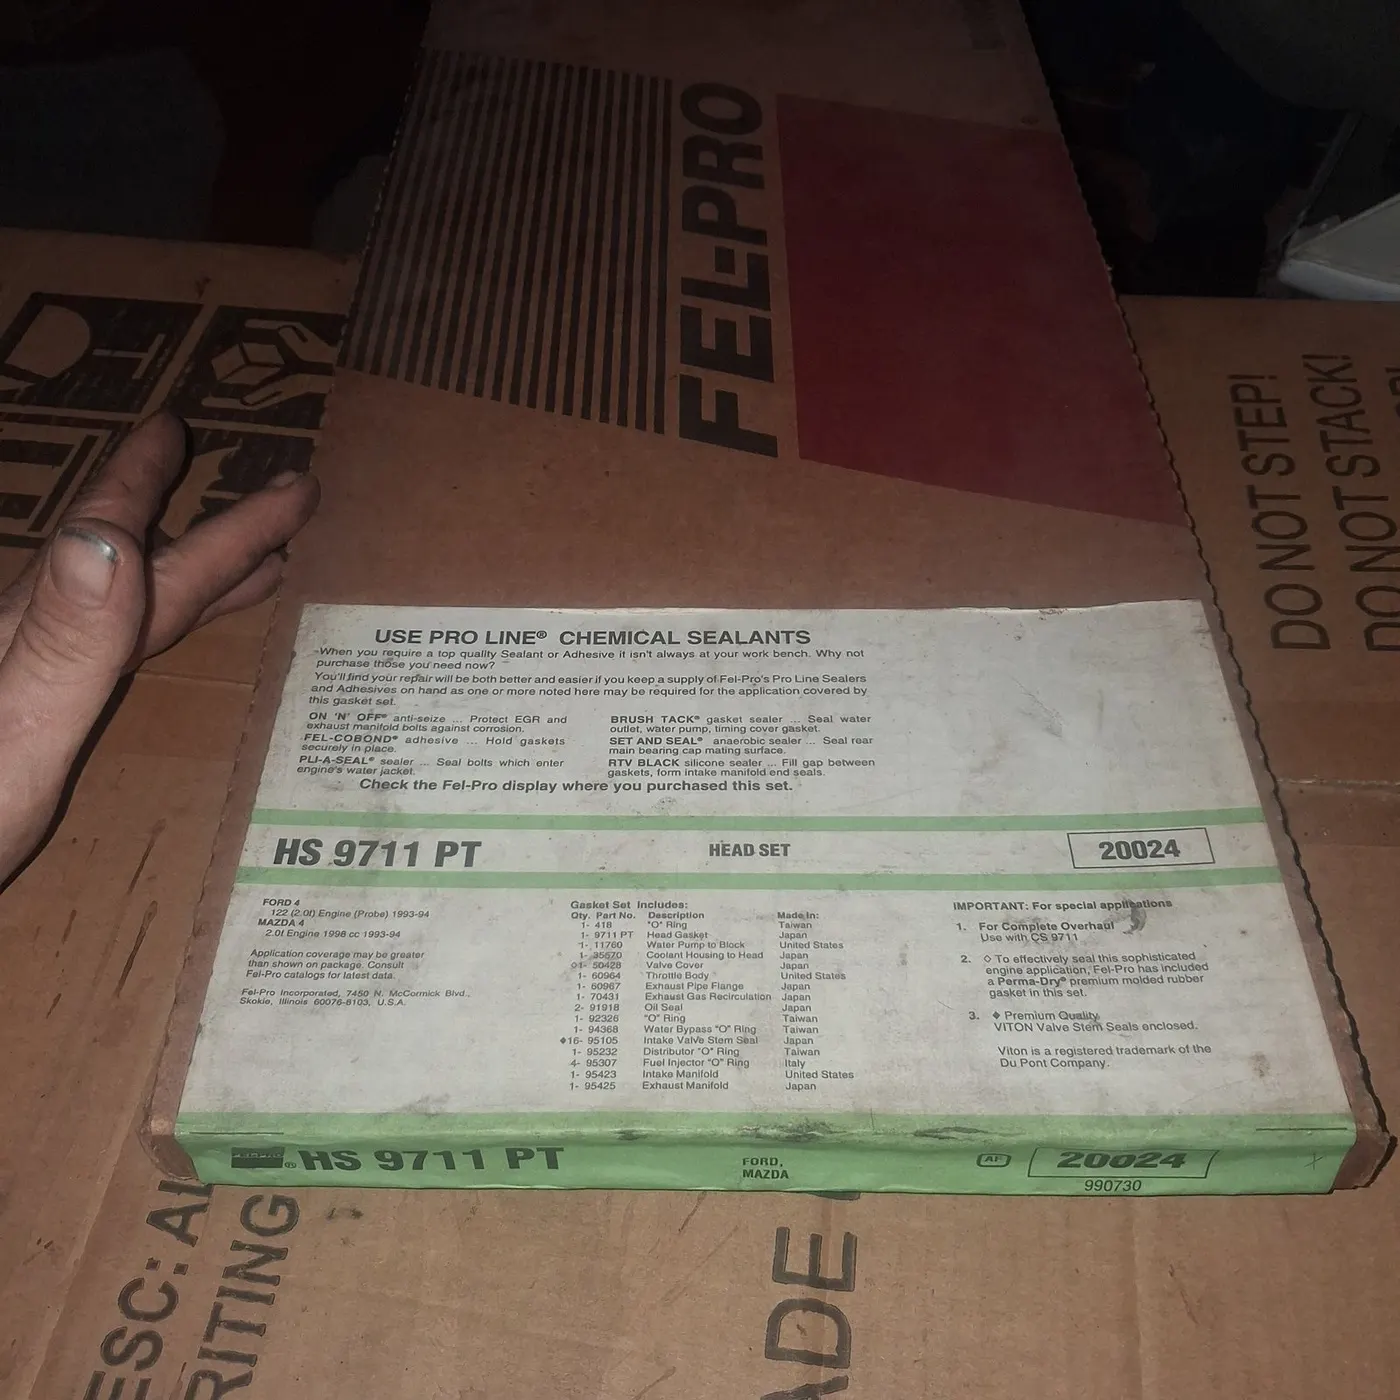 FEL-PRO
DO NOT STEP!
DO NOT STACK!
USE PRO LINE® CHEMICAL SEALANTS
When you require a top quality Sealant or Adhesive it isn't always at your work bench. Why not
purchase those you need now?
You'll find your repair will be both better and easier if you keep a supply of Fel-Pro's Pro Line Sealers
and Adhesives on hand as one or more noted here may be required for the application covered by
this gasket set.
ON 'N' OFF® anti-seize ... Protect EGR and
exhaust manifold bolts against corrosion.
FEL-COBOND® adhesive ... Hold gaskets
securely in place.
PLI-A-SEAL® sealer ... Seal bolts which enter
engine's water jacket.
BRUSH TACK® gasket sealer ... Seal water
outlet, water pump, timing cover gasket.
SET AND SEAL® anaerobic sealer ... Seal rear
main bearing cap mating surface.
RTV BLACK silicone sealer ... Fill gap between
gaskets, form intake manifold end seals.
Check the Fel-Pro display where you purchased this set.
HS 9711 PT HEAD SET 20024
FORD 4
122 (2.0ℓ) Engine (Probe) 1993-94
MAZDA 4
2.0ℓ Engine 1998 cc 1993-94
Application coverage may be greater
than shown on package. Consult
Fel-Pro catalogs for latest data.
Fel-Pro Incorporated, 7450 N. McCormick Blvd.,
Skokie, Illinois 60076-8103, U.S.A.
Gasket Set Includes:
Qty. Part No. Description Made In:
1- 418 "O" Ring Taiwan
1- 9711 PT Head Gasket Japan
1- 11760 Water Pump to Block United States
1- 35570 Coolant Housing to Head Japan
◇1- 50428 Valve Cover Japan
1- 60964 Throttle Body United States
1- 60967 Exhaust Pipe Flange Japan
1- 70431 Exhaust Gas Recirculation Japan
2- 91918 Oil Seal Japan
1- 92326 "O" Ring Taiwan
1- 94368 Water Bypass "O" Ring Taiwan
◆16- 95105 Intake Valve Stem Seal Japan
1- 95232 Distributor "O" Ring Taiwan
4- 95307 Fuel Injector "O" Ring Italy
1- 95423 Intake Manifold United States
1- 95425 Exhaust Manifold Japan
IMPORTANT: For special applications
1. For Complete Overhaul
Use with CS 9711
2. ◇ To effectively seal this sophisticated
engine application, Fel-Pro has included
a Perma-Dry® premium molded rubber
gasket in this set.
3. ◆ Premium Quality
VITON Valve Stem Seals enclosed.
Viton is a registered trademark of the
Du Pont Company.
FEL-PRO® HS 9711 PT FORD, MAZDA AF 20024
990730
ESC: AL
RITING
ADE